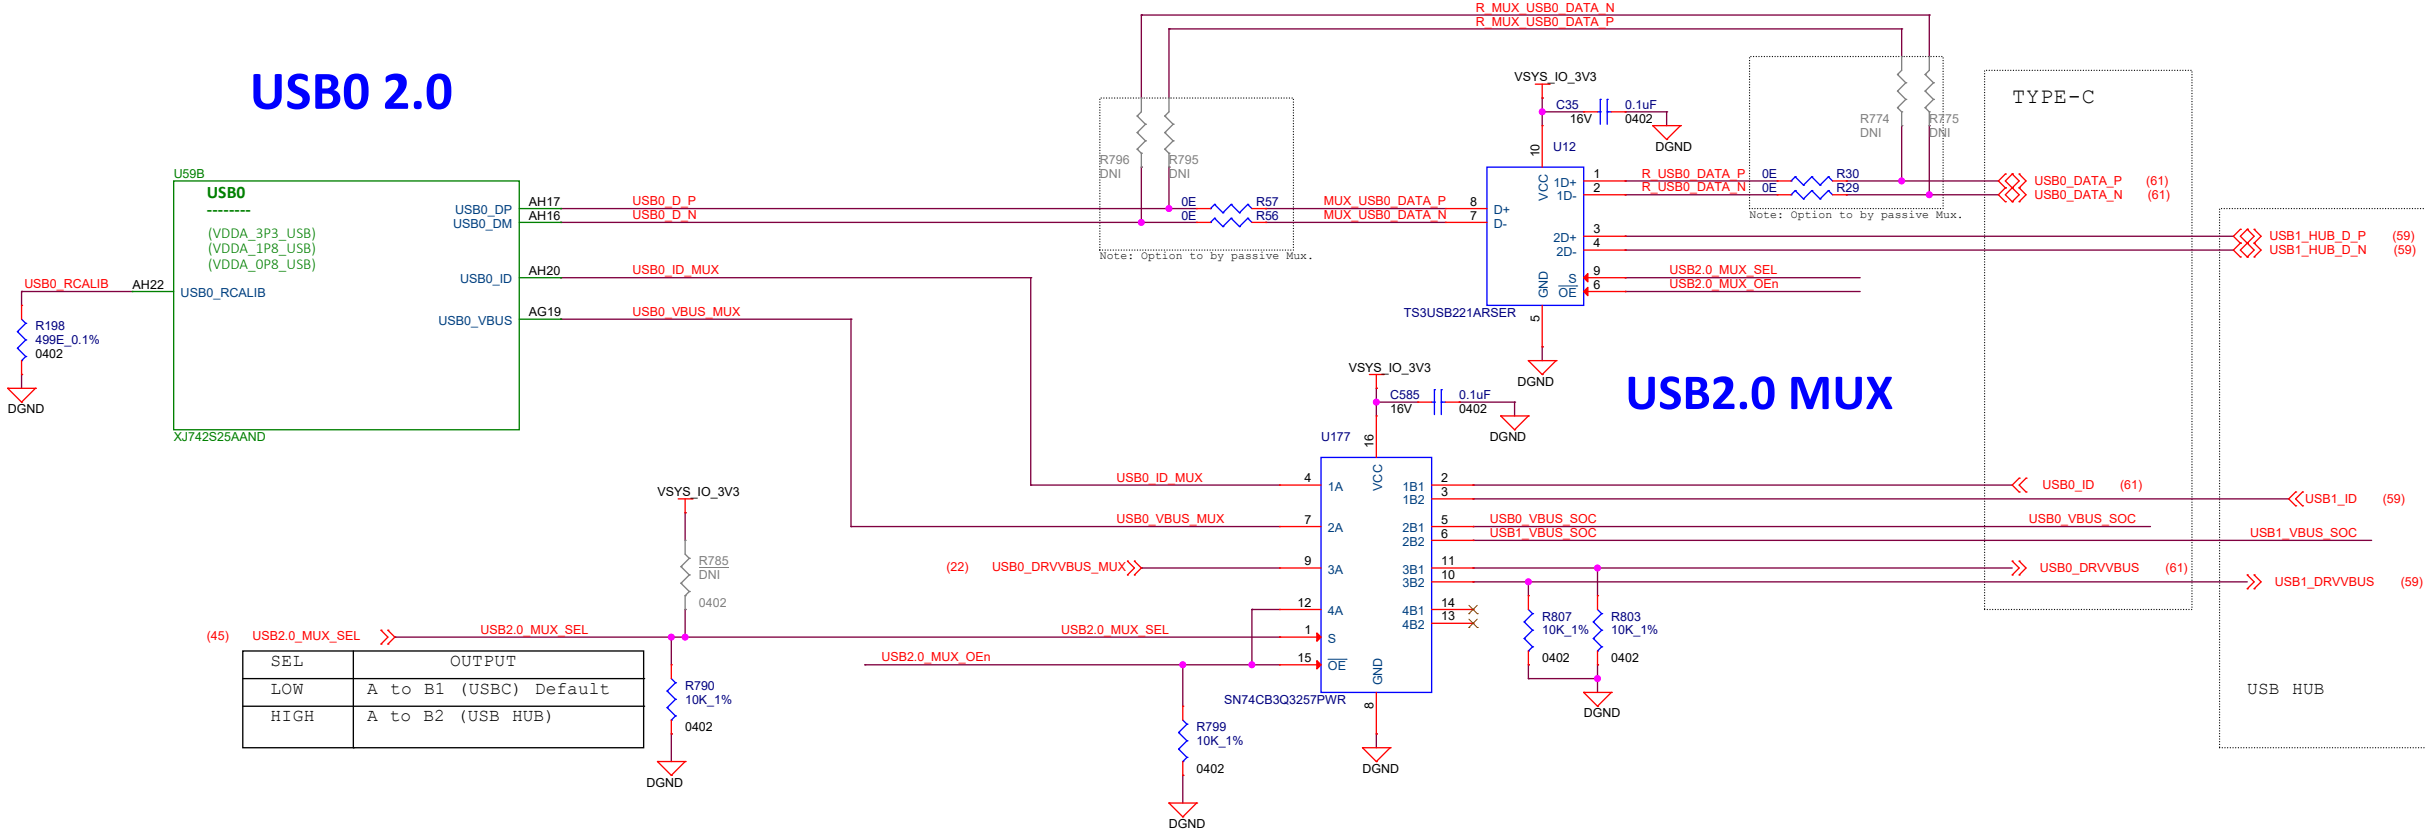 R_MUX_USB0_DATA_N
R_MUX_USB0_DATA_P
USB0 2.0
VSYS_IO_3V3
C35
0.1uF
16V
0402
DGND
U12
TYPE-C
R774
DNI
R775
DNI
R796
DNI
R795
DNI
U59B
USB0
--------
(VDDA_3P3_USB)
(VDDA_1P8_USB)
(VDDA_0P8_USB)
USB0_DP
USB0_DM
USB0_ID
USB0_VBUS
USB0_RCALIB
AH17
AH16
AH20
AG19
AH22
USB0_RCALIB
R198
499E_0.1%
0402
DGND
XJ742S25AAND
USB0_D_P
USB0_D_N
USB0_ID_MUX
USB0_VBUS_MUX
0E
R57
0E
R56
Note: Option to by passive Mux.
MUX_USB0_DATA_P
MUX_USB0_DATA_N
8
7
10
D+
D-
VCC
1D+
1D-
2D+
2D-
S
OE
GND
1
2
3
4
9
6
5
TS3USB221ARSER
DGND
R_USB0_DATA_P
R_USB0_DATA_N
0E
R30
0E
R29
Note: Option to by passive Mux.
USB0_DATA_P (61)
USB0_DATA_N (61)
USB1_HUB_D_P (59)
USB1_HUB_D_N (59)
USB2.0_MUX_SEL
USB2.0_MUX_OEn
USB2.0 MUX
VSYS_IO_3V3
C585
0.1uF
16V
0402
DGND
U177
16
VCC
USB0_ID_MUX
4
1A
USB0_VBUS_MUX
7
2A
(22) USB0_DRVVBUS_MUX
9
3A
12
4A
USB2.0_MUX_SEL
1
S
USB2.0_MUX_OEn
15
OE
GND
8
1B1
1B2
2B1
2B2
3B1
3B2
4B1
4B2
2
3
5
6
11
10
14
13
SN74CB3Q3257PWR
DGND
USB0_VBUS_SOC
USB1_VBUS_SOC
USB0_ID (61)
USB1_ID (59)
USB0_VBUS_SOC
USB1_VBUS_SOC
USB0_DRVVBUS (61)
USB1_DRVVBUS (59)
R807
10K_1%
0402
R803
10K_1%
0402
DGND
USB HUB
VSYS_IO_3V3
R785
DNI
0402
(45) USB2.0_MUX_SEL
USB2.0_MUX_SEL
SEL OUTPUT
LOW A to B1 (USBC) Default
HIGH A to B2 (USB HUB)
R790
10K_1%
0402
DGND
R799
10K_1%
0402
DGND